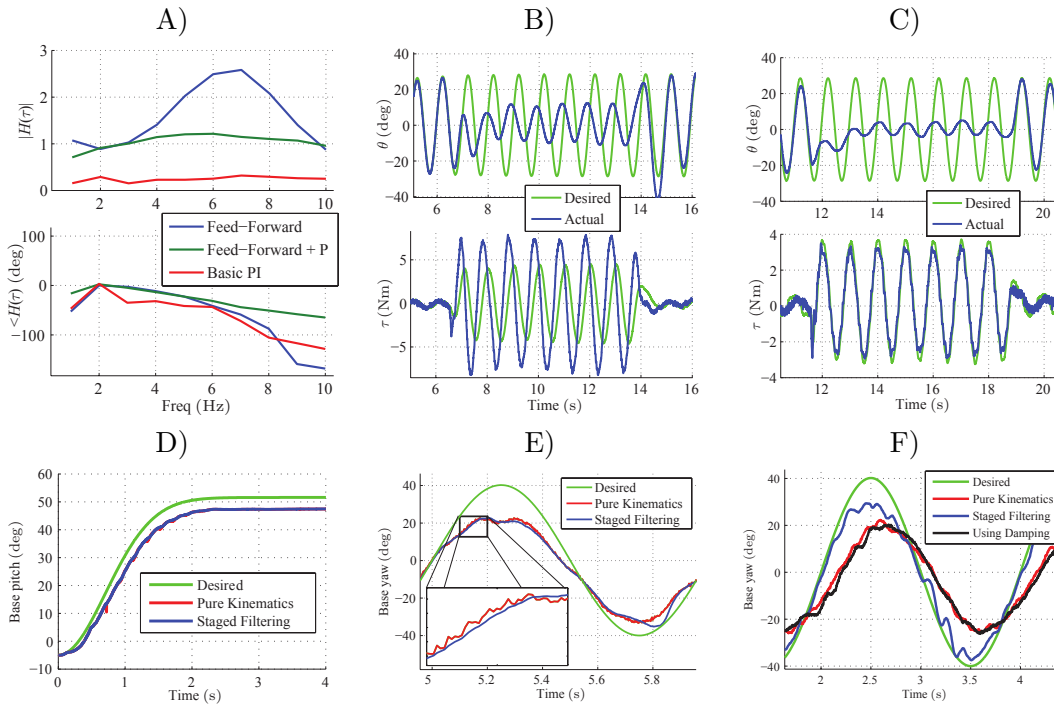 A)
3
2
1
0
|H(τ)|
2 4 6 8 10
100
0
−100
<H(τ) (deg)
Feed−Forward
Feed−Forward + P
Basic PI
2 4 6 8 10
Freq (Hz)
B)
40
20
0
−20
−40
θ (deg)
6 8 10 12 14 16
Desired
Actual
5
0
−5
τ (Nm)
6 8 10 12 14 16
Time (s)
C)
40
20
0
−20
−40
θ (deg)
12 14 16 20
Desired
Actual
4
2
0
−2
−4
τ (Nm)
12 14 16 18 20
Time (s)
D)
60
50
40
30
20
10
0
−10
Base pitch (deg)
Desired
Pure Kinematics
Staged Filtering
0 1 2 3 4
Time (s)
E)
40
20
0
−20
−40
Base yaw (deg)
Desired
Pure Kinematics
Staged Filtering
5 5.2 5.4 5.6 5.8
Time (s)
F)
40
20
0
−20
−40
Base yaw (deg)
Desired
Pure Kinematics
Staged Filtering
Using Damping
2 2.5 3 3.5 4
Time (s)